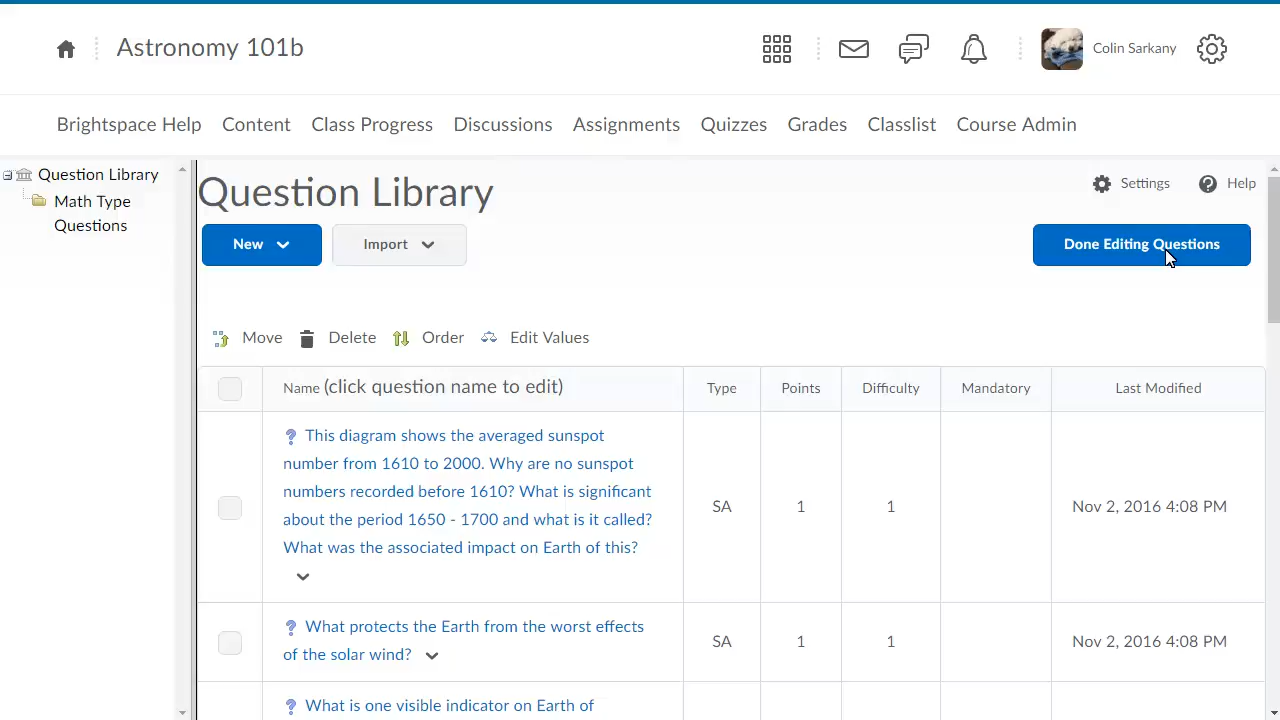 Astronomy 101b
Colin Sarkany
Brightspace Help Content Class Progress Discussions Assignments Quizzes Grades Classlist Course Admin
Question Library
Math Type
Questions
Question Library
Settings Help
New Import Done Editing Questions
Move Delete Order Edit Values
Name (click question name to edit) Type Points Difficulty Mandatory Last Modified
This diagram shows the averaged sunspot
number from 1610 to 2000. Why are no sunspot
numbers recorded before 1610? What is significant
about the period 1650 - 1700 and what is it called?
What was the associated impact on Earth of this?
SA 1 1 Nov 2, 2016 4:08 PM
What protects the Earth from the worst effects
of the solar wind?
SA 1 1 Nov 2, 2016 4:08 PM
What is one visible indicator on Earth of